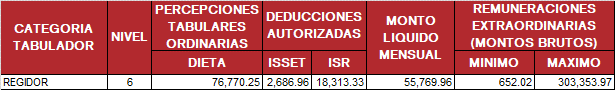 CATEGORIA TABULADOR
NIVEL
PERCEPCIONES TABULARES ORDINARIAS
DEDUCCIONES AUTORIZADAS
MONTO LIQUIDO MENSUAL
REMUNERACIONES EXTRAORDINARIAS (MONTOS BRUTOS)
DIETA
ISSET
ISR
MINIMO
MAXIMO
REGIDOR 6 76,770.25 2,686.96 18,313.33 55,769.96 652.02 303,353.97